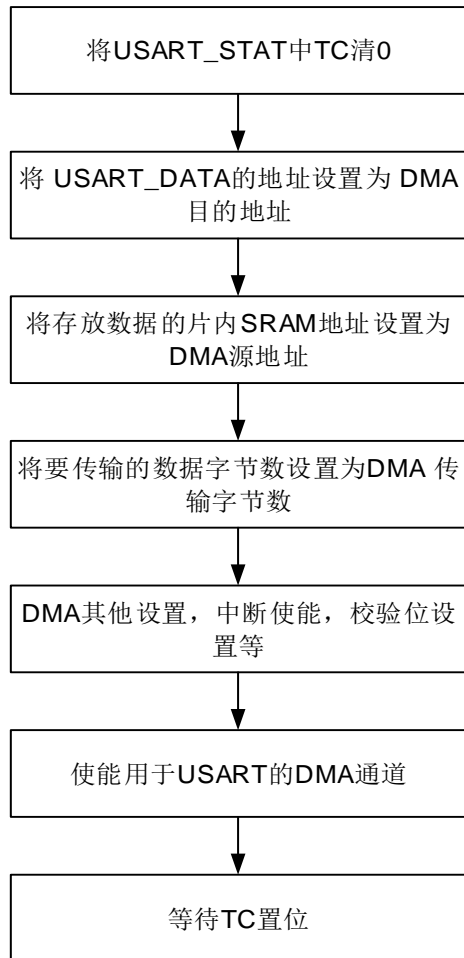 将USART_STAT中TC清0
将 USART_DATA的地址设置为 DMA
目的地址
将存放数据的片内SRAM地址设置为
DMA源地址
将要传输的数据字节数设置为DMA 传
输字节数
DMA其他设置，中断使能，校验位设
置等
使能用于USART的DMA通道
等待TC置位